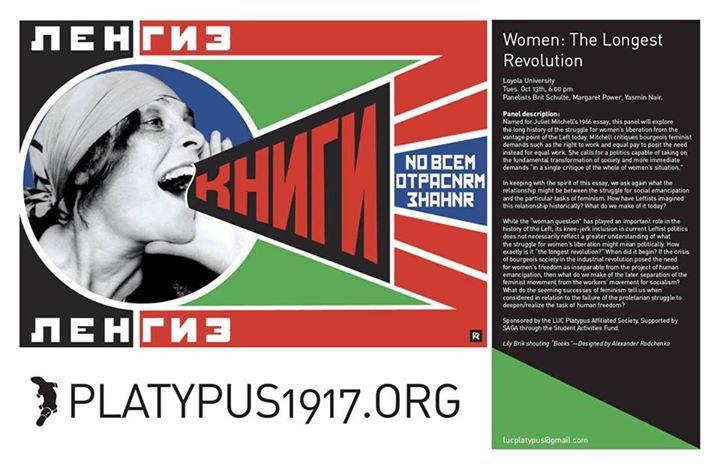 ЛЕНГИЗ
КНИГИ
ПО ВСЕМ
ОТРАСЛЯМ
ЗНАНИЯ
ЛЕНГИЗ
R
PLATYPUS1917.ORG
Women: The Longest
Revolution
Loyola University
Tues. Oct 13th, 6:00 pm.
Panelists Brit Schulte, Margaret Power, Yasmin Nair.
Panel description:
Named for Juliet Mitchell's 1966 essay, this panel will explore
the long history of the struggle for women's liberation from the
vantage point of the Left today. Mitchell critiques bourgeois feminist
demands such as the right to work and equal pay to posit the need
instead for equal work. She calls for a politics capable of taking on
the fundamental transformation of society and more immediate
demands "in a single critique of the whole of women's situation."
In keeping with the spirit of this essay, we ask again what the
relationship might be between the struggle for social emancipation
and the particular tasks of feminism. How have Leftists imagined
this relationship historically? What do we make of it today?
While the "woman question" has played an important role in the
history of the Left, its knee-jerk inclusion in current Leftist politics
does not necessarily reflect a greater understanding of what
the struggle for women's liberation might mean politically. How
exactly is it "the longest revolution?" When did it begin? If the crisis
of bourgeois society in the industrial revolution posed the need
for women's freedom as inseparable from the project of human
emancipation, then what do we make of the later separation of the
feminist movement from the workers' movement for socialism?
What do the seeming successes of feminism tell us when
considered in relation to the failure of the proletarian struggle to
deepen/realize the task of human freedom?
Sponsored by the LUC Platypus Affiliated Society. Supported by
SAGA through the Student Activities Fund.
Lily Brik shouting "Books"—Designed by Alexander Rodchenko
lucplatypus@gmail.com